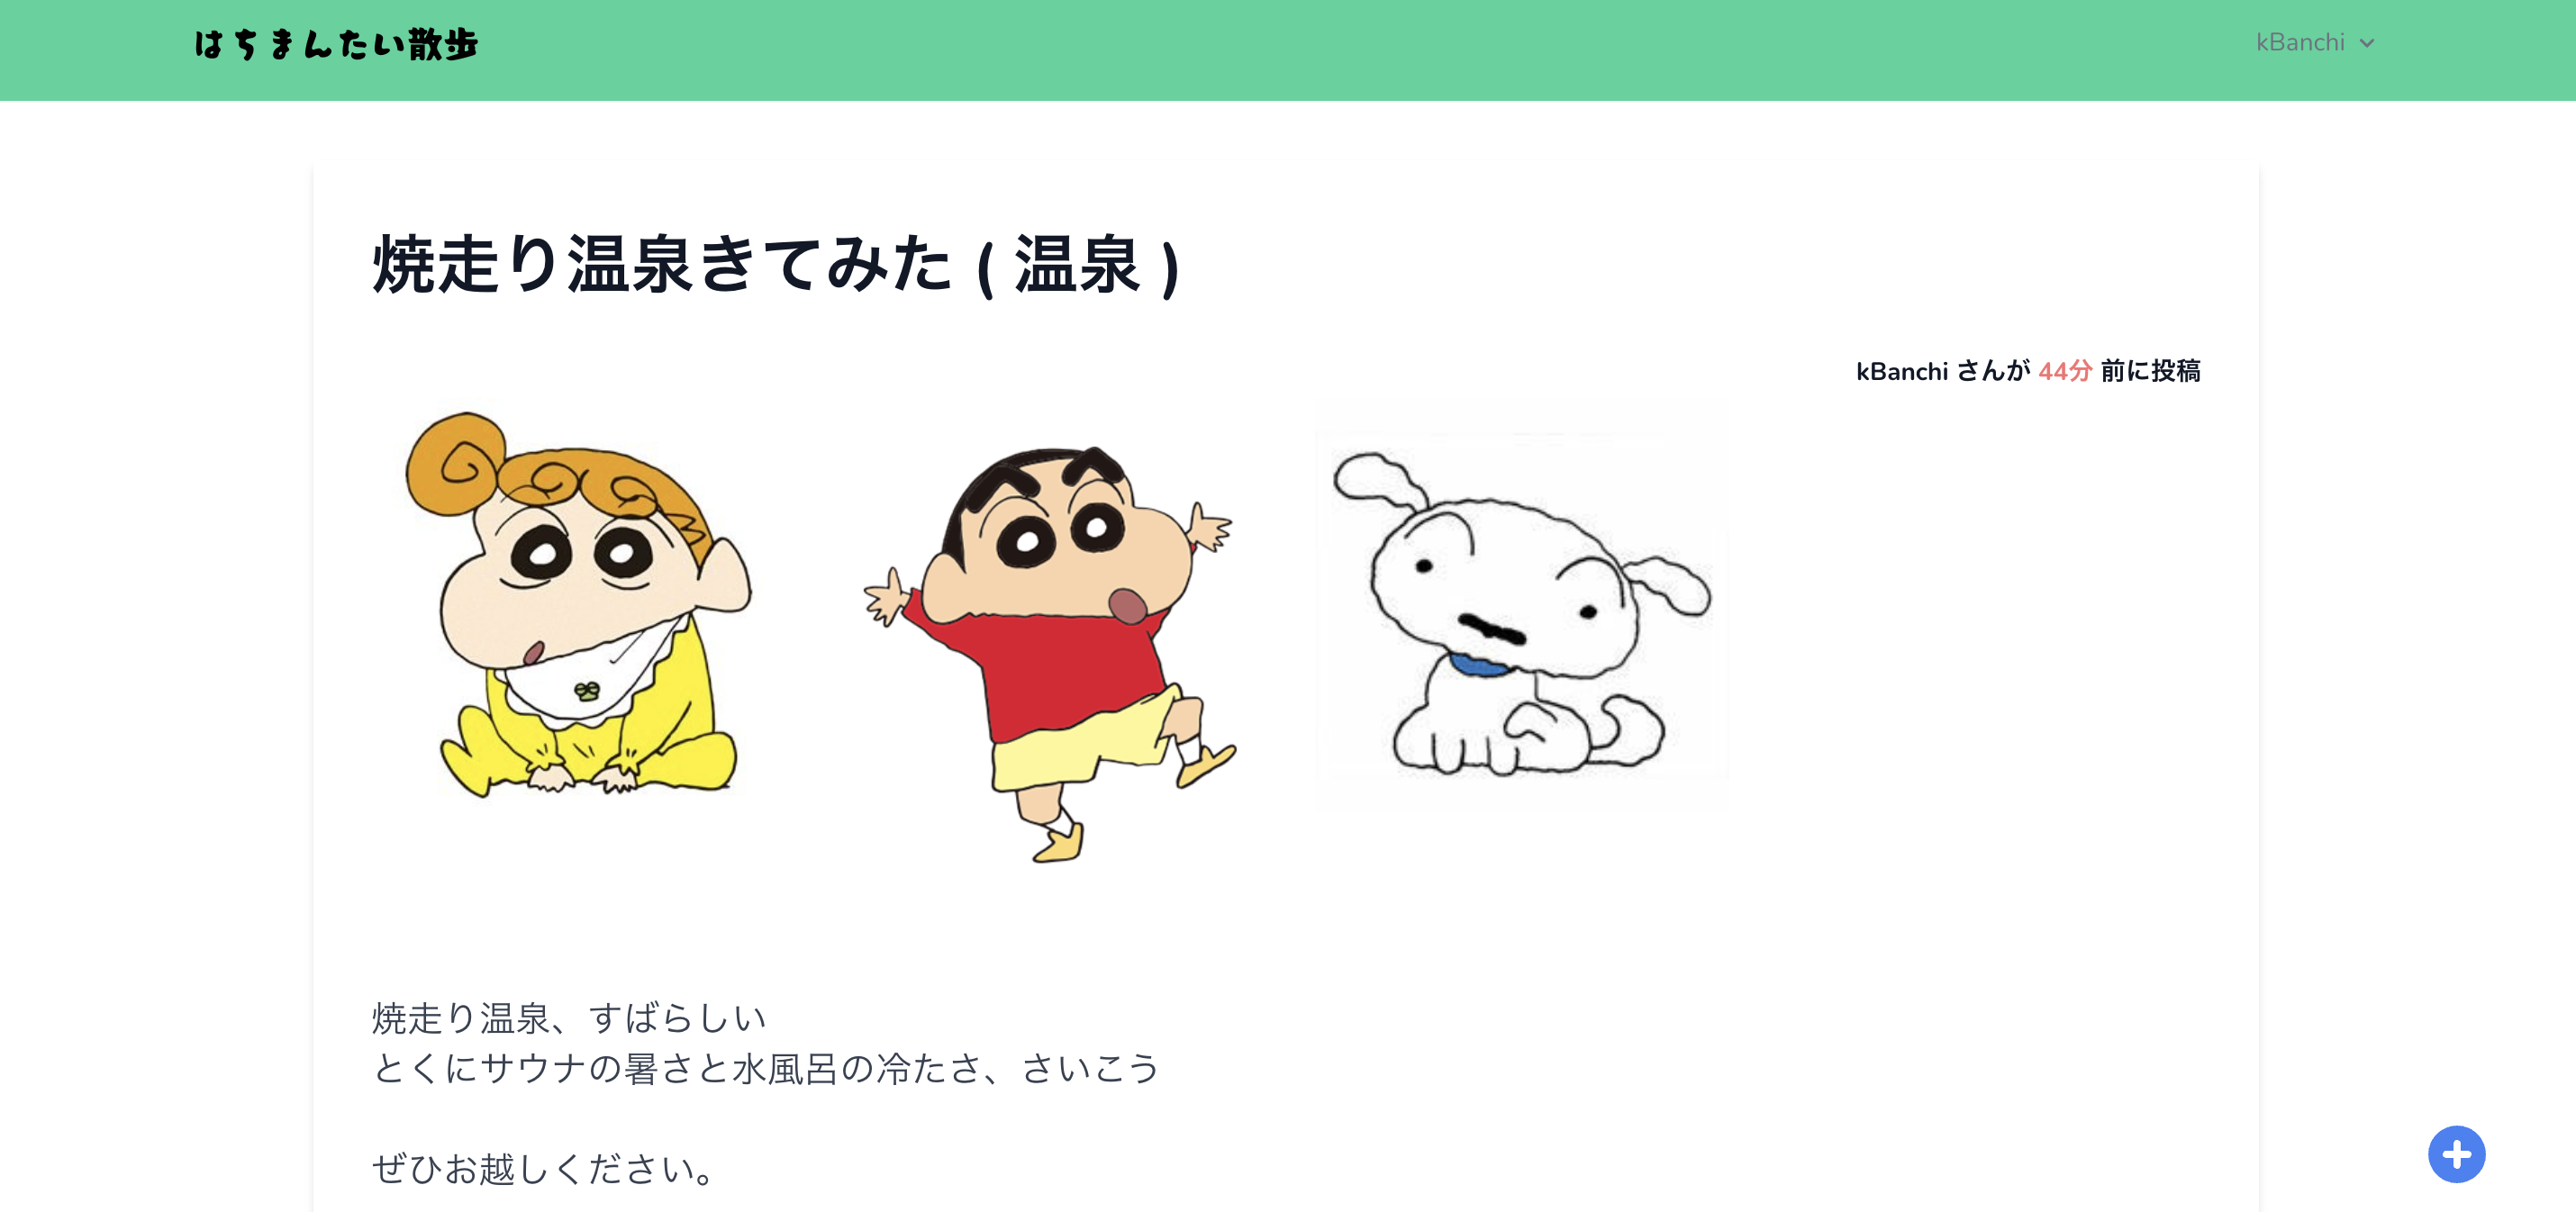 はちまんたい散歩
kBanchi
焼走り温泉きてみた ( 温泉 )
kBanchi さんが 44分 前に投稿
焼走り温泉、すばらしい
とくにサウナの暑さと水風呂の冷たさ、さいこう
ぜひお越しください。